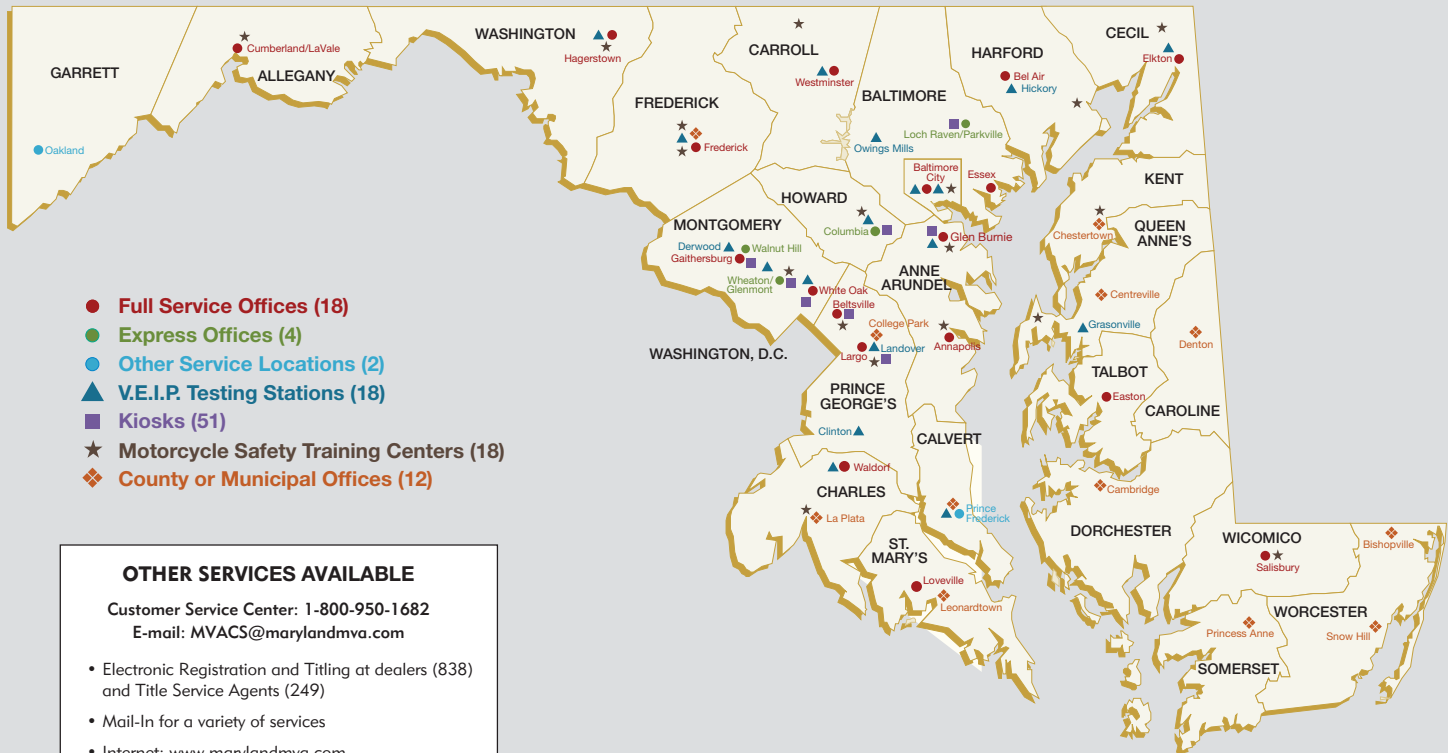 WASHINGTON
Hagerstown
CARROLL
Westminster
HARFORD
Bel Air
Hickory
CECIL
Elkton
GARRETT
Cumberland/LaVale
ALLEGANY
Oakland
FREDERICK
Frederick
BALTIMORE
Loch Raven/Parkville
Owings Mills
Baltimore
City
Essex
KENT
Chestertown
QUEEN
ANNE'S
HOWARD
Columbia
MONTGOMERY
Derwood
Walnut Hill
Gaithersburg
Wheaton/
Glenmont
White Oak
Glen Burnie
ANNE
ARUNDEL
Beltsville
College Park
Landover
Largo
Annapolis
Centreville
Grasonville
Denton
WASHINGTON, D.C.
TALBOT
Easton
CAROLINE
PRINCE
GEORGE'S
Clinton
CALVERT
Waldorf
CHARLES
La Plata
Prince
Frederick
Cambridge
DORCHESTER
ST.
MARY'S
Loveville
Leonardtown
WICOMICO
Salisbury
Bishopville
WORCESTER
Princess Anne
Snow Hill
SOMERSET
Full Service Offices (18)
Express Offices (4)
Other Service Locations (2)
V.E.I.P. Testing Stations (18)
Kiosks (51)
Motorcycle Safety Training Centers (18)
County or Municipal Offices (12)
OTHER SERVICES AVAILABLE
Customer Service Center: 1-800-950-1682
E-mail: MVACS@marylandmva.com
• Electronic Registration and Titling at dealers (838)
and Title Service Agents (249)
• Mail-In for a variety of services
• Internet: www.marylandmva.com